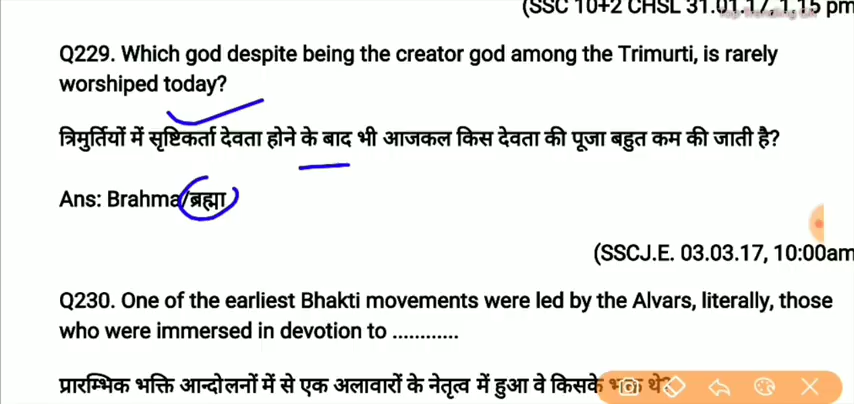 (SSC 10+2 CHSL 31.01.17, 1.15 pm
Q229. Which god despite being the creator god among the Trimurti, is rarely
worshiped today?
त्रिमुर्तियों में सृष्टिकर्ता देवता होने के बाद भी आजकल किस देवता की पूजा बहुत कम की जाती है?
Ans: Brahma/ब्रह्मा
(SSCJ.E. 03.03.17, 10:00am
Q230. One of the earliest Bhakti movements were led by the Alvars, literally, those
who were immersed in devotion to ............
प्रारम्भिक भक्ति आन्दोलनों में से एक अलावारों के नेतृत्व में हुआ वे किसके भक्त थे?